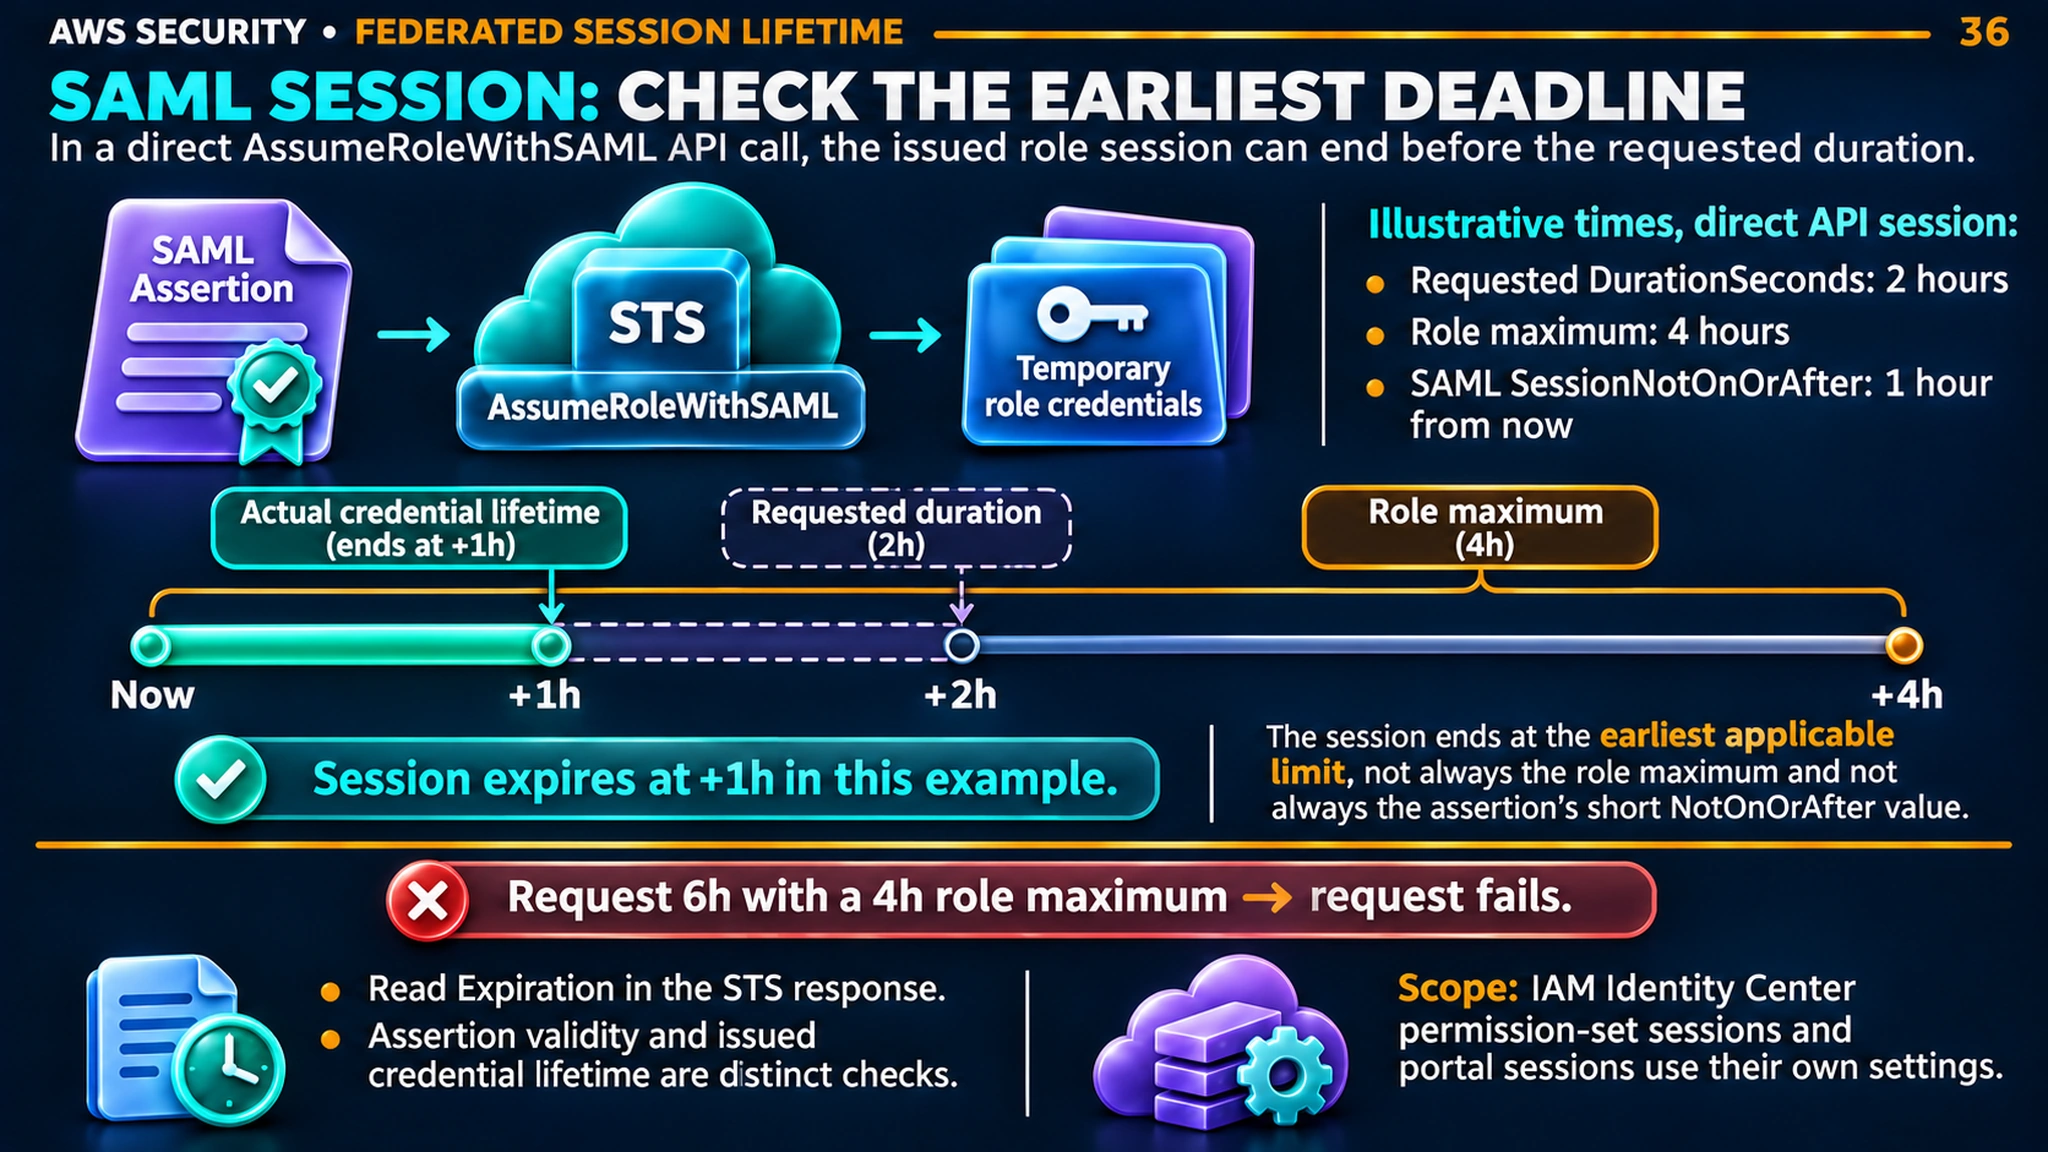 AWS SECURITY • FEDERATED SESSION LIFETIME
36
SAML SESSION: CHECK THE EARLIEST DEADLINE
In a direct AssumeRoleWithSAML API call, the issued role session can end before the requested duration.
SAML
Assertion
STS
AssumeRoleWithSAML
Temporary
role credentials
Illustrative times, direct API session:
Requested DurationSeconds: 2 hours
Role maximum: 4 hours
SAML SessionNotOnOrAfter: 1 hour
from now
Actual credential lifetime
(ends at +1h)
Requested duration
(2h)
Role maximum
(4h)
Now
+1h
+2h
+4h
Session expires at +1h in this example.
The session ends at the earliest applicable
limit, not always the role maximum and not
always the assertion's short NotOnOrAfter value.
Request 6h with a 4h role maximum → request fails.
Read Expiration in the STS response.
Assertion validity and issued
credential lifetime are distinct checks.
Scope: IAM Identity Center
permission-set sessions and
portal sessions use their own settings.